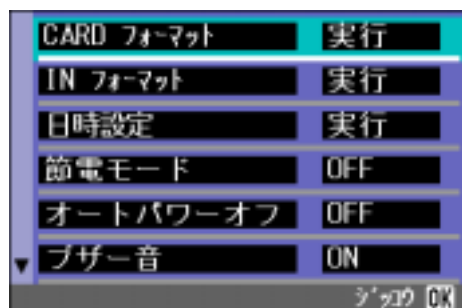 CARD ﾌｫｰﾏｯﾄ 実行
IN ﾌｫｰﾏｯﾄ 実行
日時設定 実行
節電モード OFF
オートパワーオフ OFF
ブザー音 ON
ｼﾞｯｺｳ OK